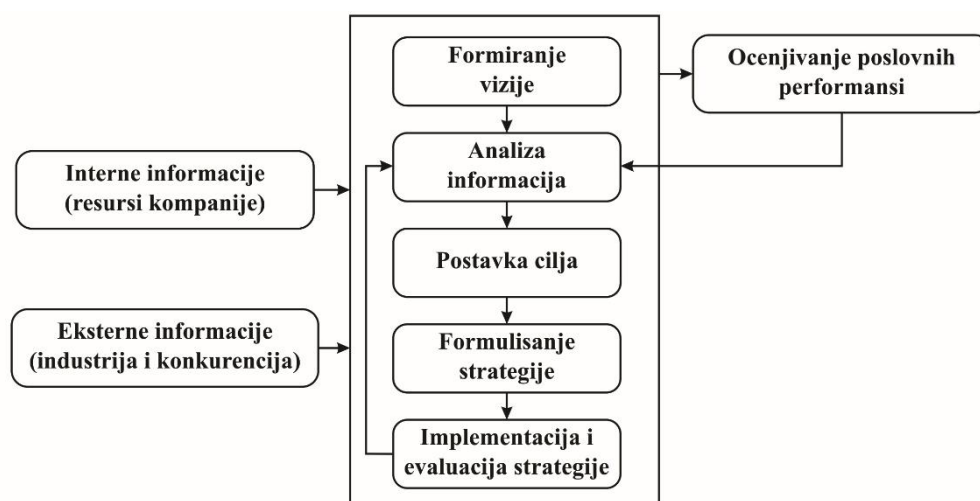 Formiranje
vizije
Ocenjivanje poslovnih
performansi
Analiza
informacija
Interne informacije
(resursi kompanije)
Postavka cilja
Eksterne informacije
(industrija i konkurencija)
Formulisanje
strategije
Implementacija i
evaluacija strategije